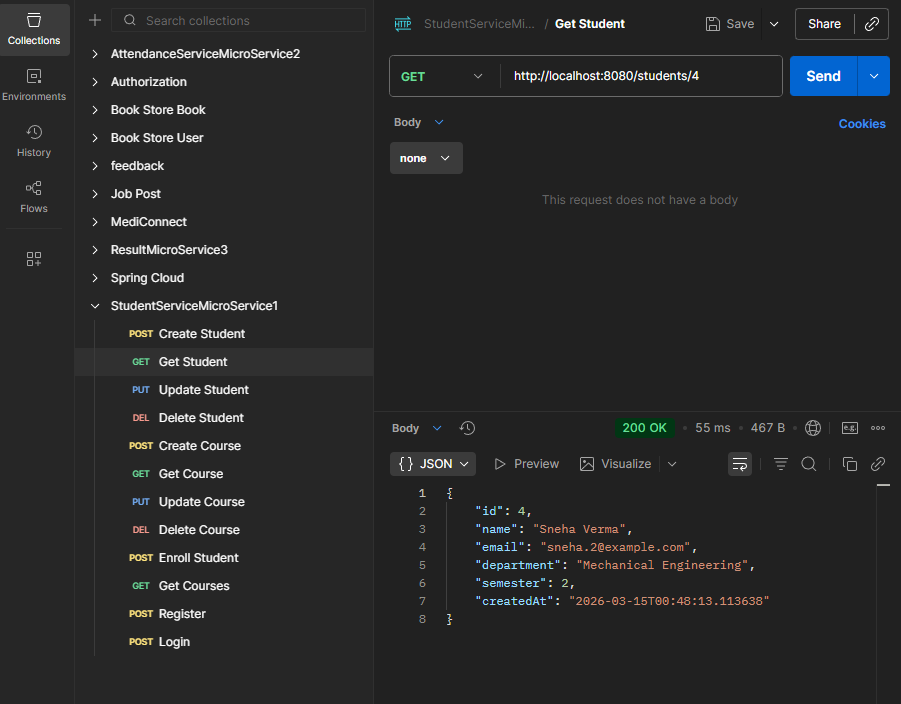 Collections
Environments
History
Flows
Search collections
AttendanceServiceMicroService2
Authorization
Book Store Book
Book Store User
feedback
Job Post
MediConnect
ResultMicroService3
Spring Cloud
StudentServiceMicroService1
POST Create Student
GET Get Student
PUT Update Student
DEL Delete Student
POST Create Course
GET Get Course
PUT Update Course
DEL Delete Course
POST Enroll Student
GET Get Courses
POST Register
POST Login
HTTP StudentServiceMi... / Get Student Save Share
GET http://localhost:8080/students/4 Send
Body Cookies
none
This request does not have a body
Body 200 OK • 55 ms • 467 B • e.g.
{} JSON Preview Visualize
1 {
2 "id": 4,
3 "name": "Sneha Verma",
4 "email": "sneha.2@example.com",
5 "department": "Mechanical Engineering",
6 "semester": 2,
7 "createdAt": "2026-03-15T00:48:13.113638"
8 }